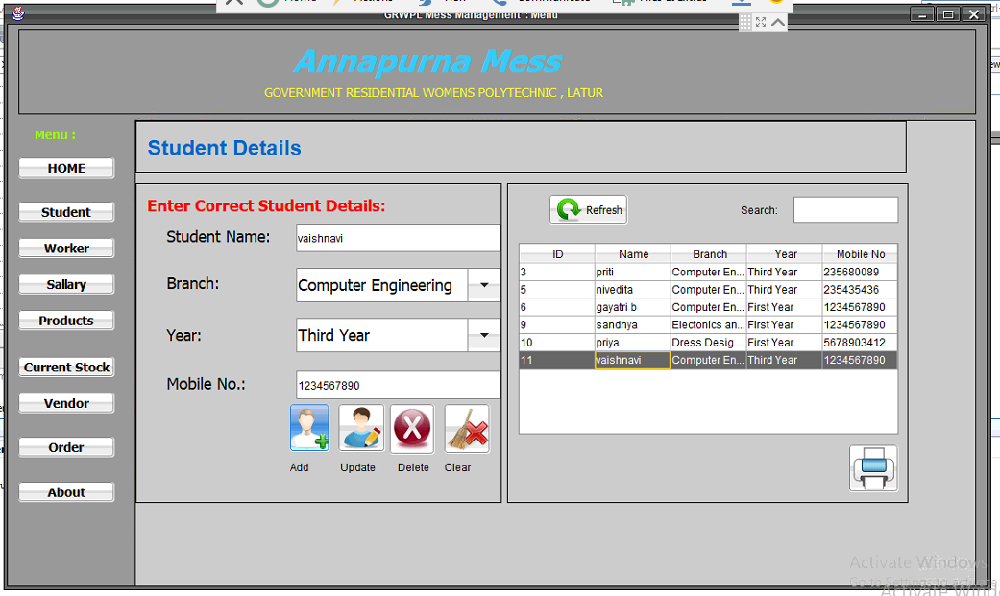 GRWPL Mess Management : Menu
Annapurna Mess
GOVERNMENT RESIDENTIAL WOMENS POLYTECHNIC , LATUR
Menu :
HOME
Student
Worker
Sallary
Products
Current Stock
Vendor
Order
About
Student Details
Enter Correct Student Details:
Student Name: vaishnavi
Branch: Computer Engineering
Year: Third Year
Mobile No.: 1234567890
Add Update Delete Clear
Refresh Search:
ID Name Branch Year Mobile No
3 priti Computer En... Third Year 235680089
5 nivedita Computer En... Third Year 235435436
6 gayatri b Computer En... First Year 1234567890
9 sandhya Electonics an... First Year 1234567890
10 priya Dress Desig... First Year 5678903412
11 vaishnavi Computer En... Third Year 1234567890
Activate Windows